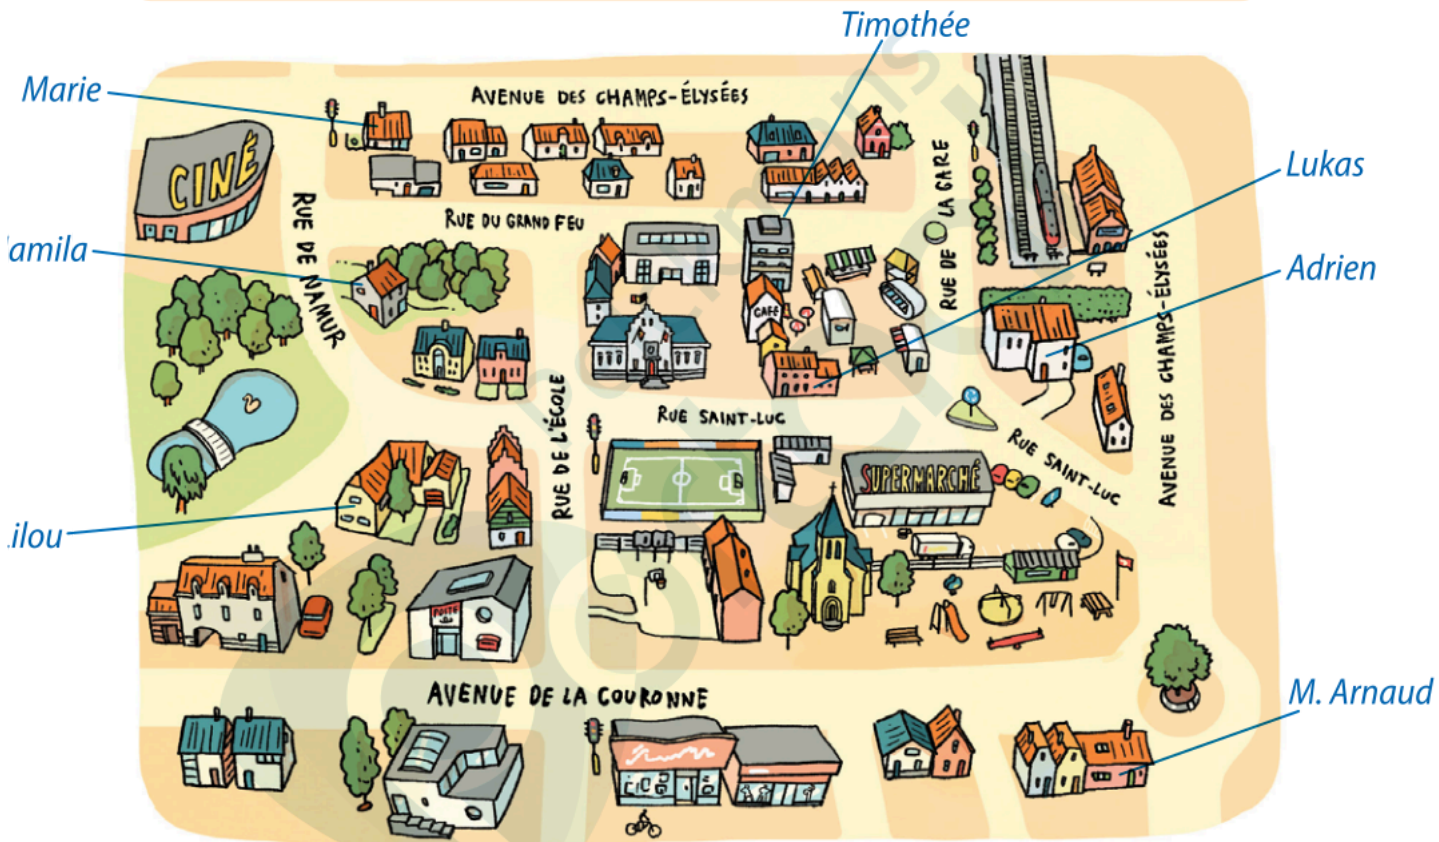 Timothée
Marie
AVENUE DES CHAMPS-ÉLYSÉES
CINÉ
RUE DE LA GARE
Lukas
RUE DE NAMUR
RUE DU GRAND FEU
amila
AVENUE DES CHAMPS-ÉLYSÉES
Adrien
CAFÉ
RUE DE L'ÉCOLE
RUE SAINT-LUC
RUE SAINT-LUC
SUPERMARCHÉ
ilou
POSTE
AVENUE DE LA COURONNE
M. Arnaud